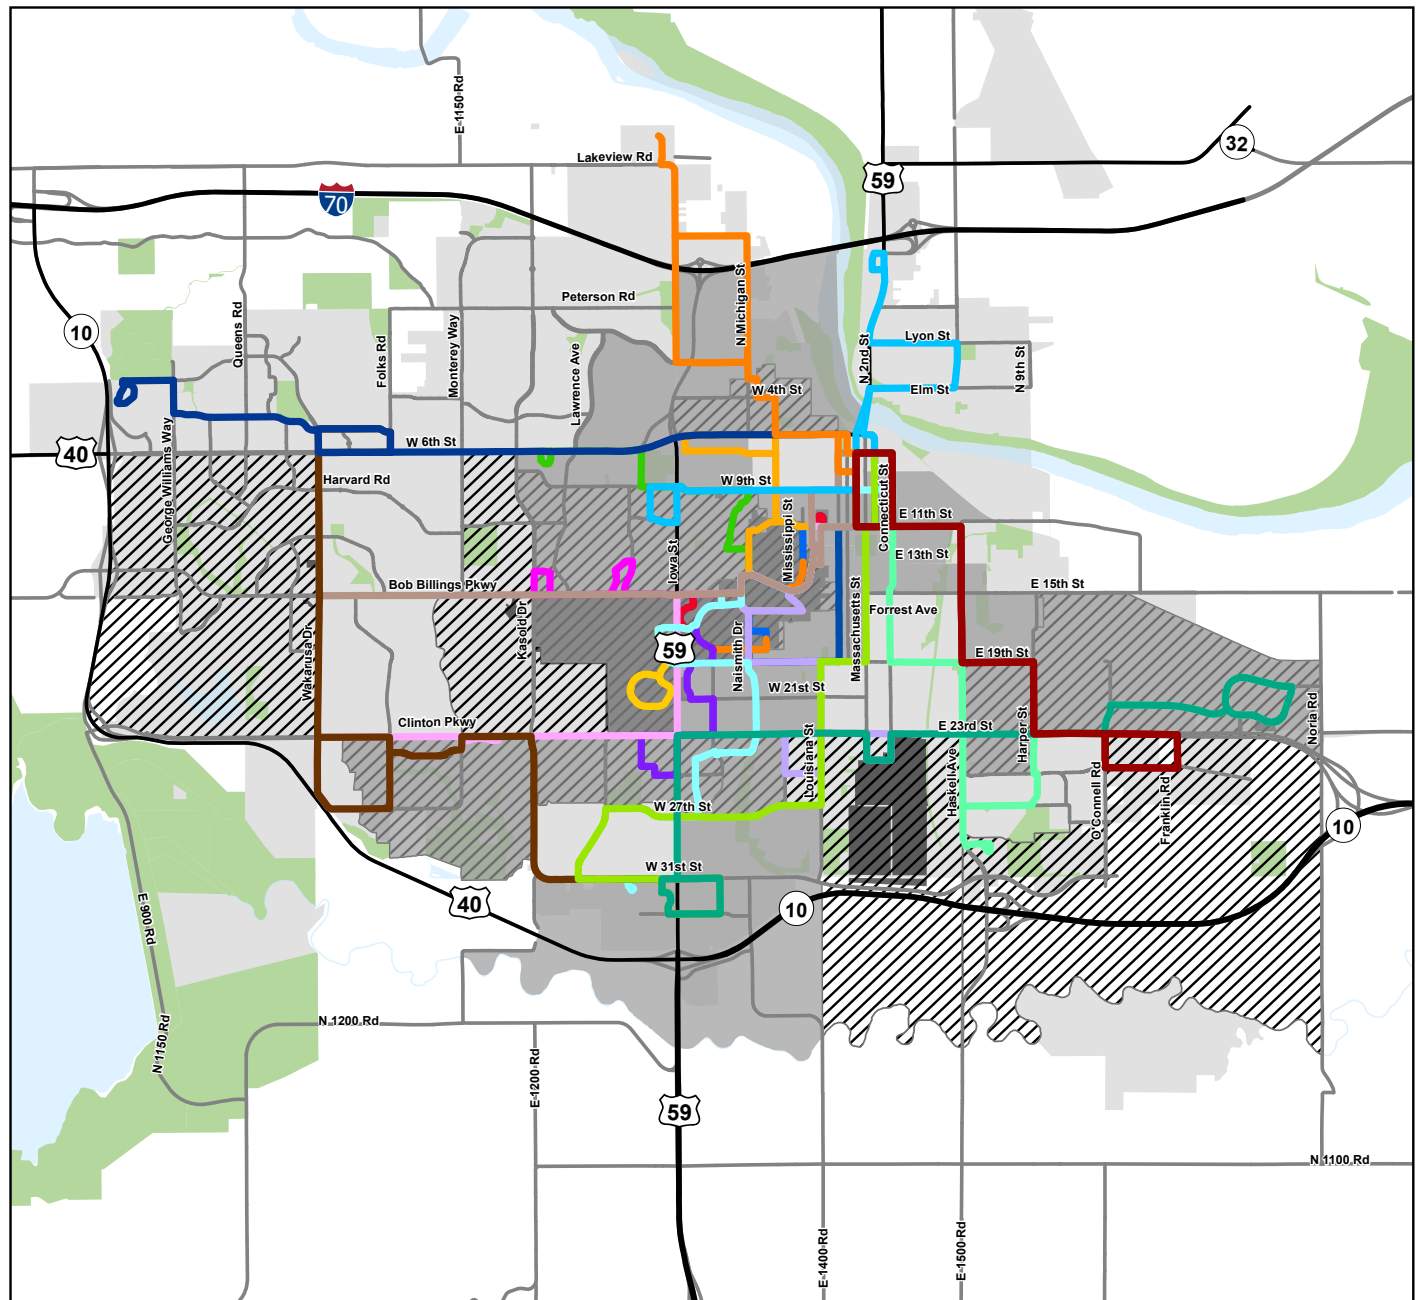 E 1150 Rd
Lakeview Rd
32
59
70
Peterson Rd
N Michigan St
10
Queens Rd
Folks Rd
Monterey Way
Lawrence Ave
N 2nd St
Lyon St
N 9th St
Elm St
W 4th St
40
W 6th St
George Williams Way
Harvard Rd
W 9th St
Connecticut St
Mississippi St
E 11th St
Iowa St
E 13th St
Bob Billings Pkwy
E 15th St
Kasold Dr
Massachusetts St
Forrest Ave
Wakarusa Dr
59
Naismith Dr
E 19th St
W 21st St
Noria Rd
Clinton Pkwy
E 23rd St
Harper St
Louisiana St
Haskell Ave
O'Connell Rd
Franklin Rd
W 27th St
10
W 31st St
40
10
E 900 Rd
N 1150 Rd
N 1200 Rd
E 1200 Rd
59
N 1100 Rd
E 1400 Rd
E 1500 Rd